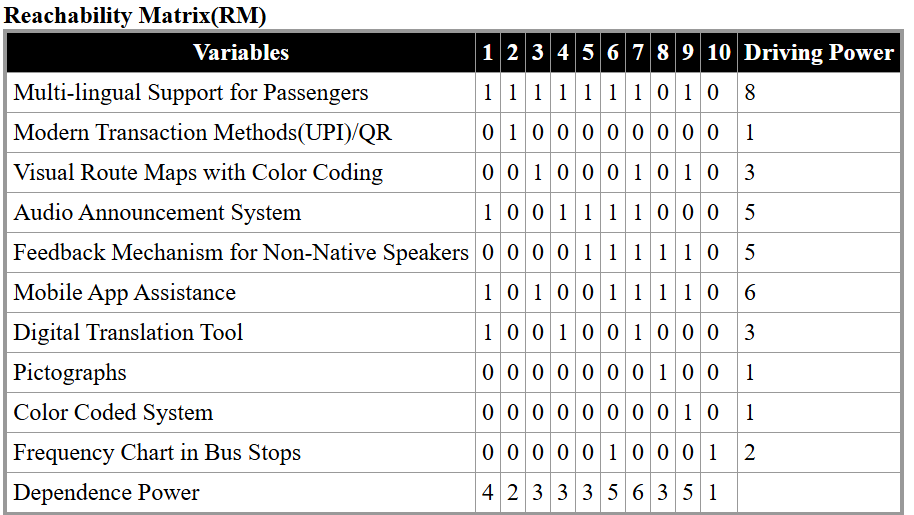 Reachability Matrix(RM)
Variables 1 2 3 4 5 6 7 8 9 10 Driving Power
Multi-lingual Support for Passengers 1 1 1 1 1 1 1 0 1 0 8
Modern Transaction Methods(UPI)/QR 0 1 0 0 0 0 0 0 0 0 1
Visual Route Maps with Color Coding 0 0 1 0 0 0 1 0 1 0 3
Audio Announcement System 1 0 0 1 1 1 1 0 0 0 5
Feedback Mechanism for Non-Native Speakers 0 0 0 0 1 1 1 1 1 0 5
Mobile App Assistance 1 0 1 0 0 1 1 1 1 0 6
Digital Translation Tool 1 0 0 1 0 0 1 0 0 0 3
Pictographs 0 0 0 0 0 0 0 1 0 0 1
Color Coded System 0 0 0 0 0 0 0 0 1 0 1
Frequency Chart in Bus Stops 0 0 0 0 0 1 0 0 0 1 2
Dependence Power 4 2 3 3 3 5 6 3 5 1